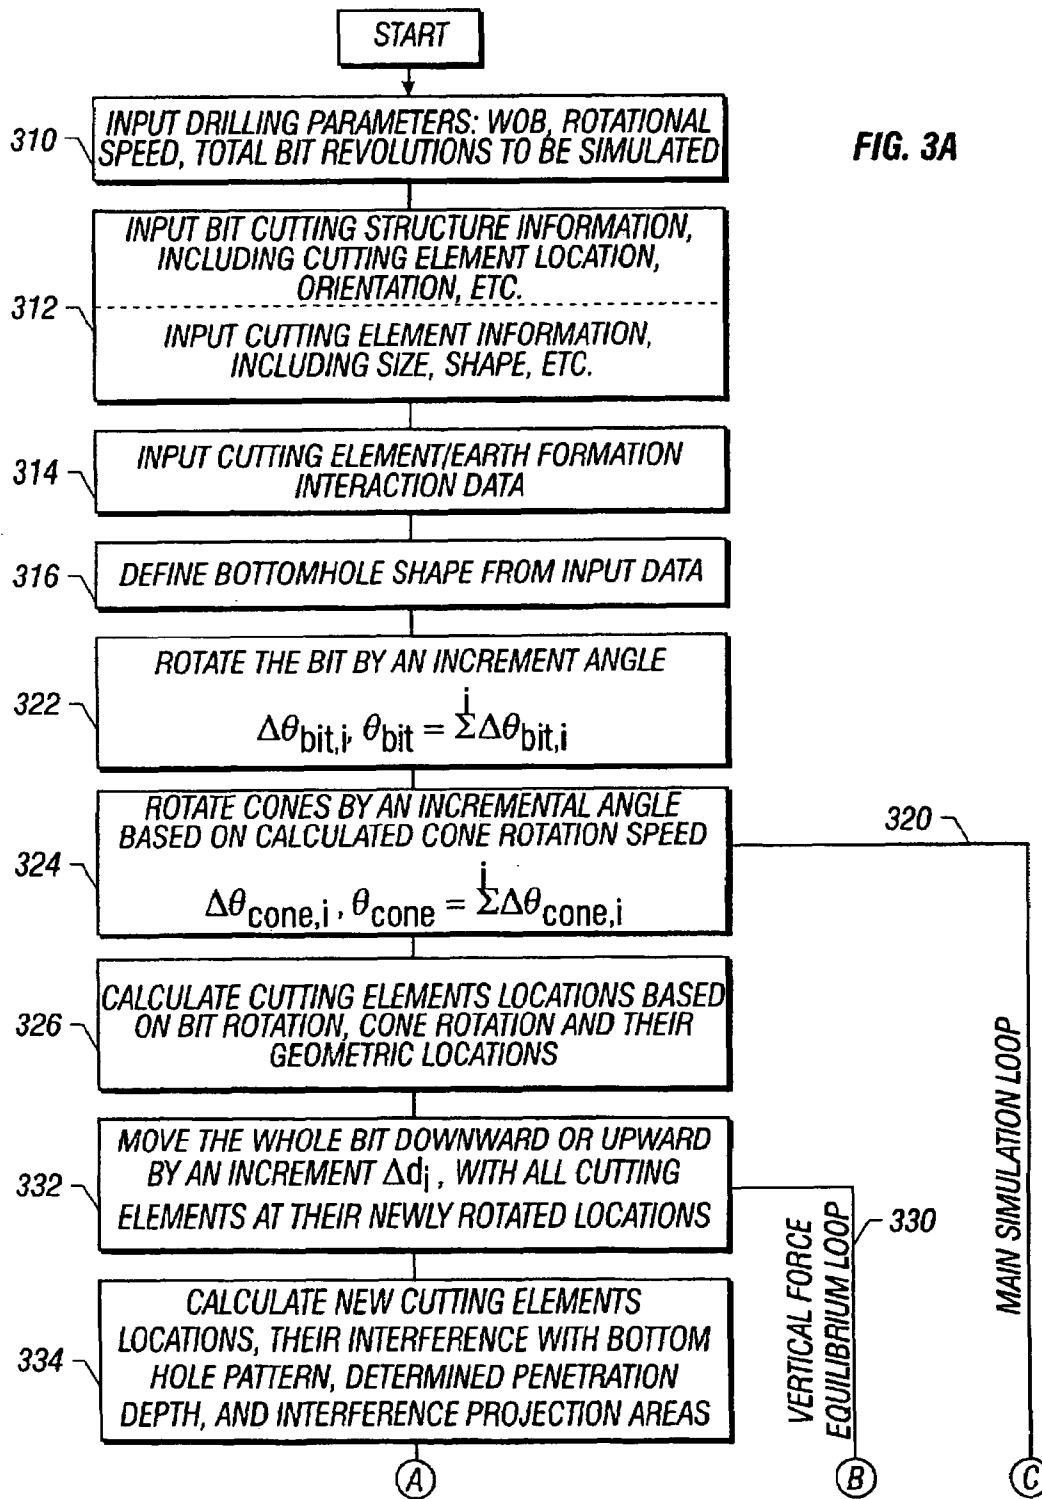 START
310
INPUT DRILLING PARAMETERS: WOB, ROTATIONAL
SPEED, TOTAL BIT REVOLUTIONS TO BE SIMULATED
FIG. 3A
312
INPUT BIT CUTTING STRUCTURE INFORMATION,
INCLUDING CUTTING ELEMENT LOCATION,
ORIENTATION, ETC.
INPUT CUTTING ELEMENT INFORMATION,
INCLUDING SIZE, SHAPE, ETC.
314
INPUT CUTTING ELEMENT/EARTH FORMATION
INTERACTION DATA
316
DEFINE BOTTOMHOLE SHAPE FROM INPUT DATA
322
ROTATE THE BIT BY AN INCREMENT ANGLE
Δθbit,i, θbit = Σ^i Δθbit,i
324
ROTATE CONES BY AN INCREMENTAL ANGLE
BASED ON CALCULATED CONE ROTATION SPEED
Δθcone,i, θcone = Σ^i Δθcone,i
320
326
CALCULATE CUTTING ELEMENTS LOCATIONS BASED
ON BIT ROTATION, CONE ROTATION AND THEIR
GEOMETRIC LOCATIONS
332
MOVE THE WHOLE BIT DOWNWARD OR UPWARD
BY AN INCREMENT Δdi, WITH ALL CUTTING
ELEMENTS AT THEIR NEWLY ROTATED LOCATIONS
330
334
CALCULATE NEW CUTTING ELEMENTS
LOCATIONS, THEIR INTERFERENCE WITH BOTTOM
HOLE PATTERN, DETERMINED PENETRATION
DEPTH, AND INTERFERENCE PROJECTION AREAS
VERTICAL FORCE
EQUILIBRIUM LOOP
MAIN SIMULATION LOOP
A
B
C